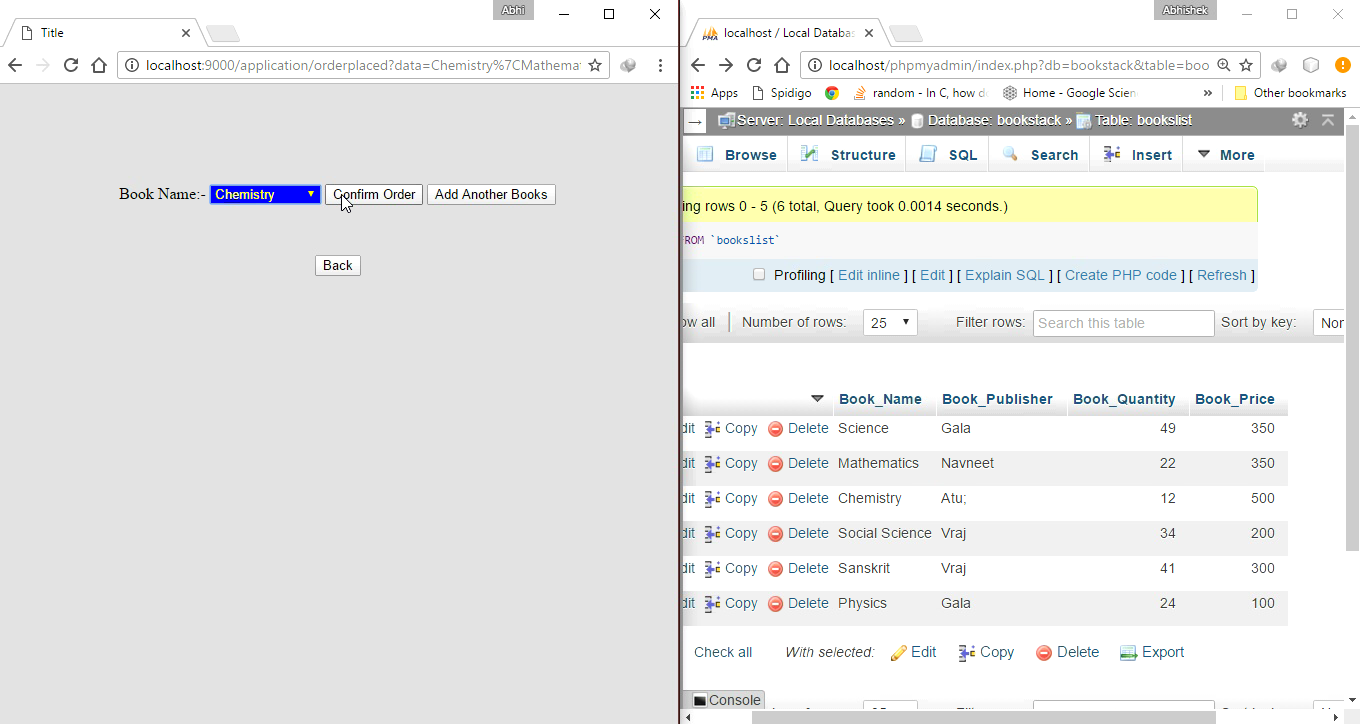 Abhi
Title
localhost:9000/application/orderplaced?data=Chemistry%7CMathema
Book Name:- Chemistry Confirm Order Add Another Books
Back
Abhishek
localhost / Local Databa
localhost/phpmyadmin/index.php?db=bookstack&table=boo
Apps Spidigo random - In C, how d Home - Google Scien » Other bookmarks
Server: Local Databases » Database: bookstack » Table: bookslist
Browse Structure SQL Search Insert More
ing rows 0 - 5 (6 total, Query took 0.0014 seconds.)
ROM `bookslist`
Profiling [ Edit inline ] [ Edit ] [ Explain SQL ] [ Create PHP code ] [ Refresh ]
ow all Number of rows: 25 Filter rows: Search this table Sort by key: Nor
Book_Name Book_Publisher Book_Quantity Book_Price
dit Copy Delete Science Gala 49 350
dit Copy Delete Mathematics Navneet 22 350
dit Copy Delete Chemistry Atu; 12 500
dit Copy Delete Social Science Vraj 34 200
dit Copy Delete Sanskrit Vraj 41 300
dit Copy Delete Physics Gala 24 100
Check all With selected: Edit Copy Delete Export
Console